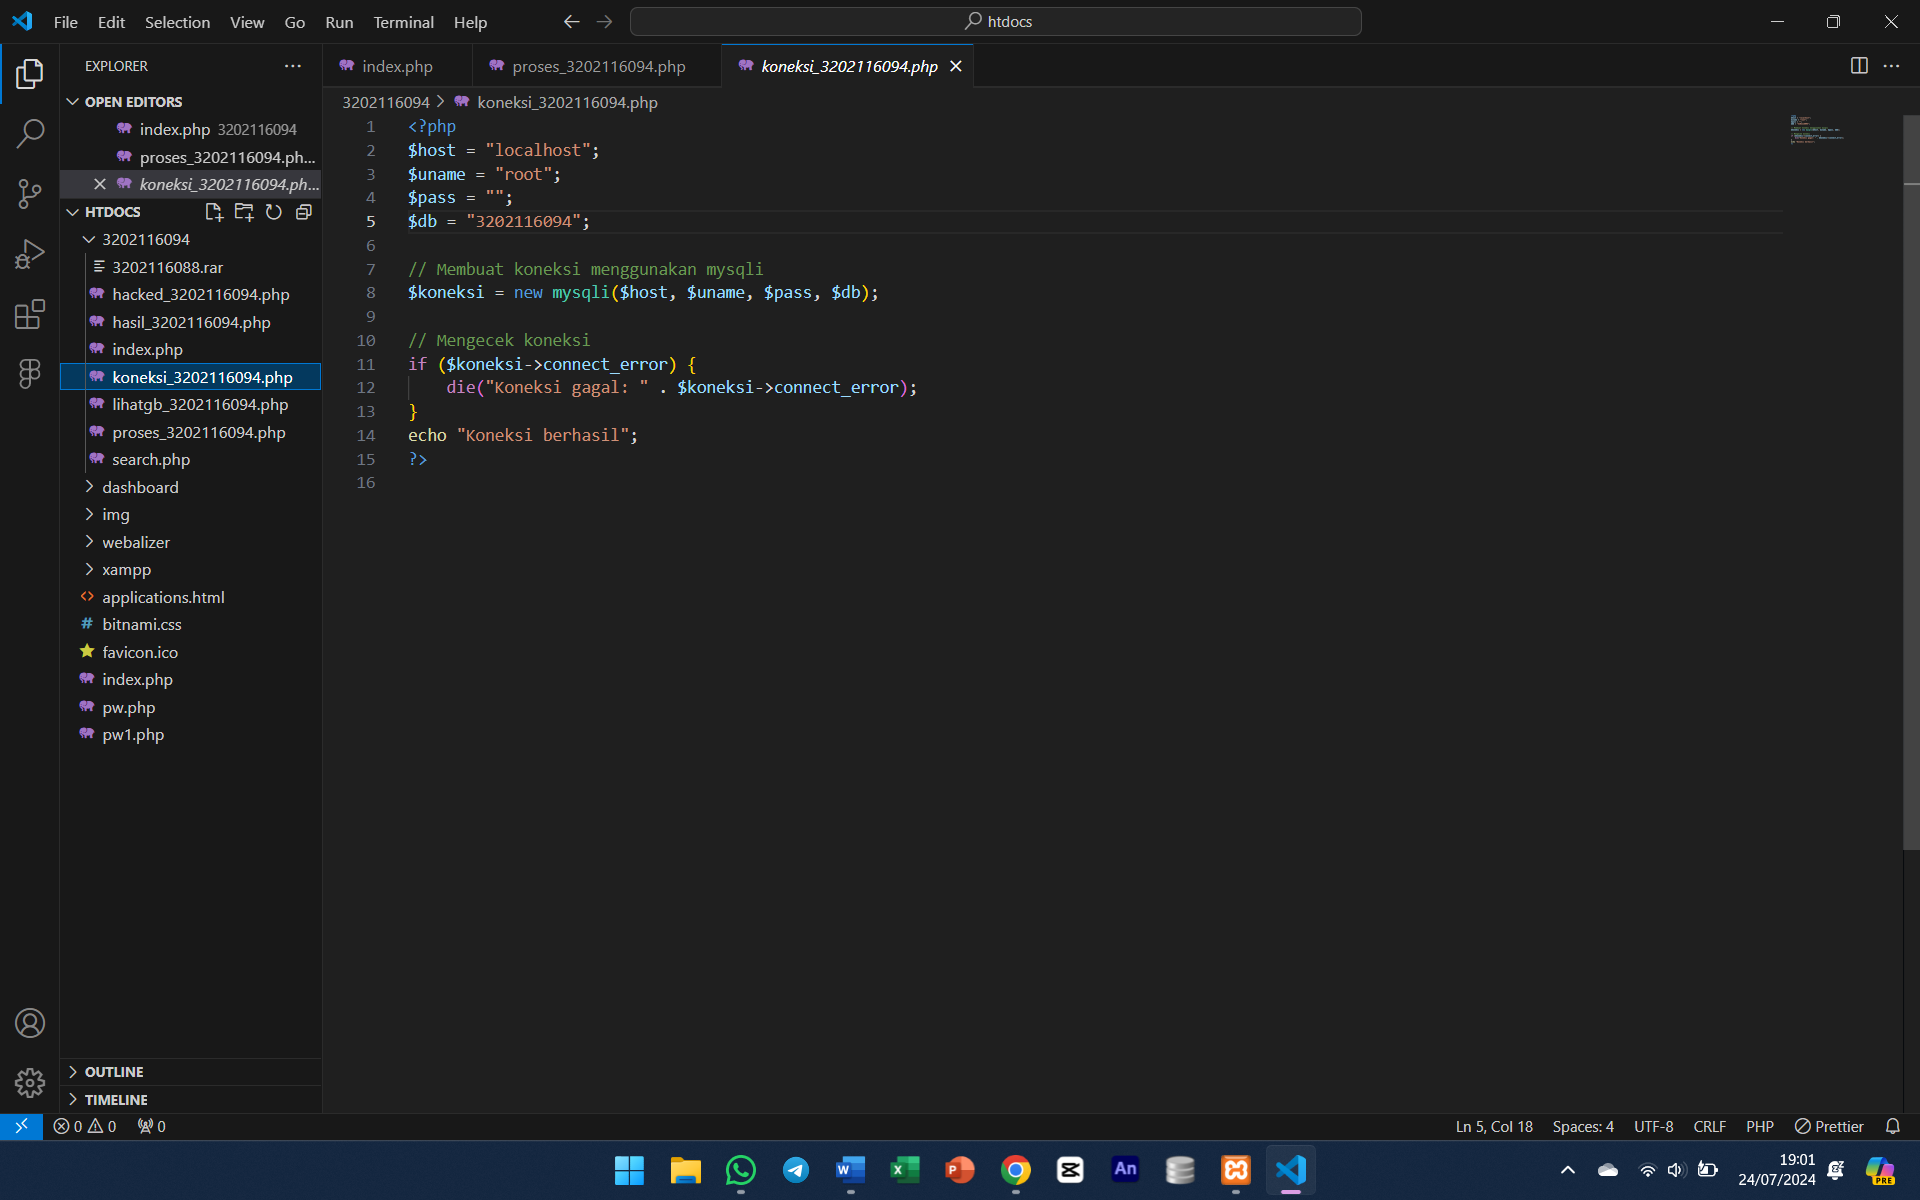 File Edit Selection View Go Run Terminal Help
htdocs
EXPLORER
OPEN EDITORS
index.php 3202116094
proses_3202116094.ph...
koneksi_3202116094.ph...
HTDOCS
3202116094
3202116088.rar
hacked_3202116094.php
hasil_3202116094.php
index.php
koneksi_3202116094.php
lihatgb_3202116094.php
proses_3202116094.php
search.php
dashboard
img
webalizer
xampp
applications.html
bitnami.css
favicon.ico
index.php
pw.php
pw1.php
OUTLINE
TIMELINE
index.php proses_3202116094.php koneksi_3202116094.php
3202116094 > koneksi_3202116094.php
1 <?php
2 $host = "localhost";
3 $uname = "root";
4 $pass = "";
5 $db = "3202116094";
6
7 // Membuat koneksi menggunakan mysqli
8 $koneksi = new mysqli($host, $uname, $pass, $db);
9
10 // Mengecek koneksi
11 if ($koneksi->connect_error) {
12     die("Koneksi gagal: " . $koneksi->connect_error);
13 }
14 echo "Koneksi berhasil";
15 ?>
16
0 0 0
Ln 5, Col 18 Spaces: 4 UTF-8 CRLF PHP Prettier
W X P An
19:01
24/07/2024
PRE